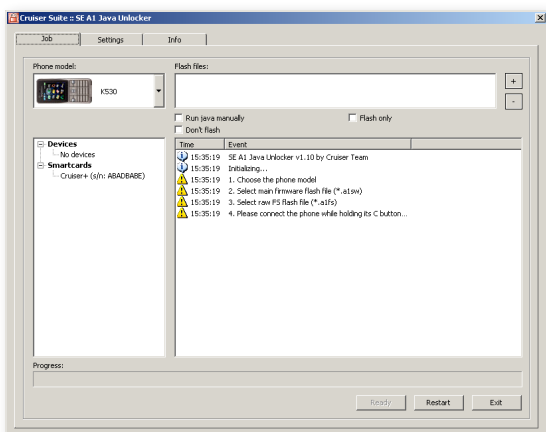 Cruiser Suite :: SE A1 Java Unlocker
Job Settings Info
Phone model:
Flash files:
K530
+
-
Run java manually
Flash only
Don't flash
Devices
No devices
Smartcards
Cruiser+ (s/n: ABADBABE)
Time Event
15:35:19 SE A1 Java Unlocker v1.10 by Cruiser Team
15:35:19 Initializing...
15:35:19 1. Choose the phone model
15:35:19 2. Select main firmware flash file (*.a1sw)
15:35:19 3. Select raw FS flash file (*.a1fs)
15:35:19 4. Please connect the phone while holding its C button...
Progress:
Ready Restart Exit